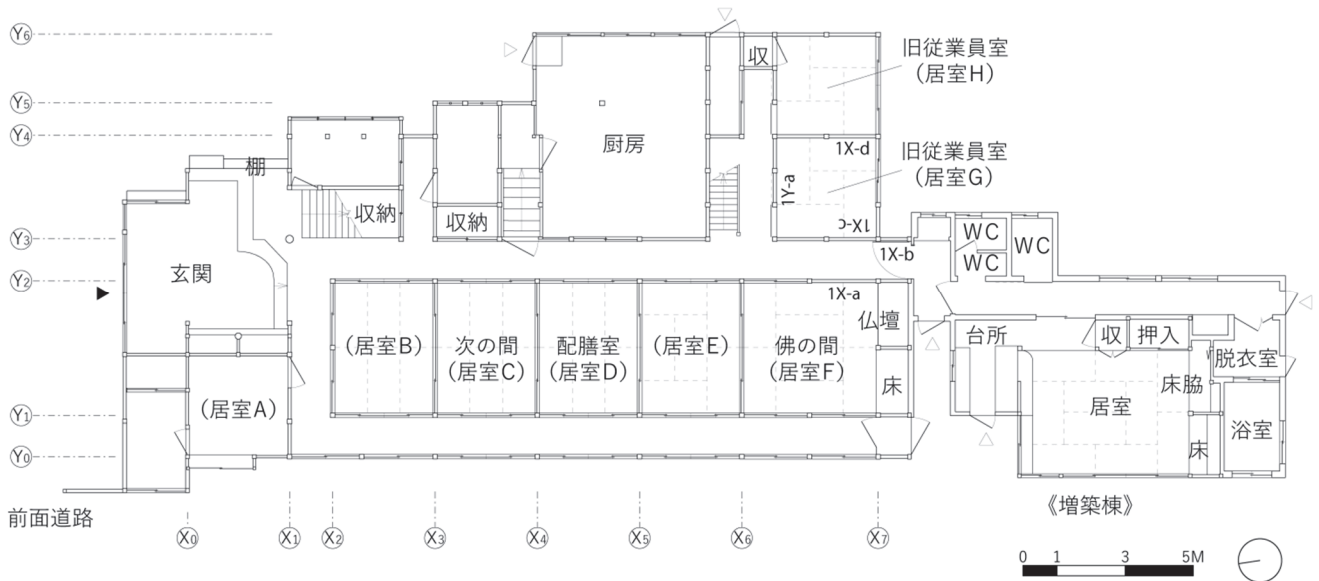 Y6
Y5
Y4
Y3
Y2
Y1
Y0
収
旧従業員室
(居室H)
厨房
1X-d
旧従業員室
(居室G)
1Y-a
1X-c
棚
収納
収納
WC
WC
WC
1X-b
玄関
1X-a
仏壇
(居室B)
次の間
(居室C)
配膳室
(居室D)
(居室E)
佛の間
(居室F)
床
台所
収
押入
脱衣室
床脇
居室
浴室
床
(居室A)
《増築棟》
前面道路
X0
X1
X2
X3
X4
X5
X6
X7
0 1 3 5M